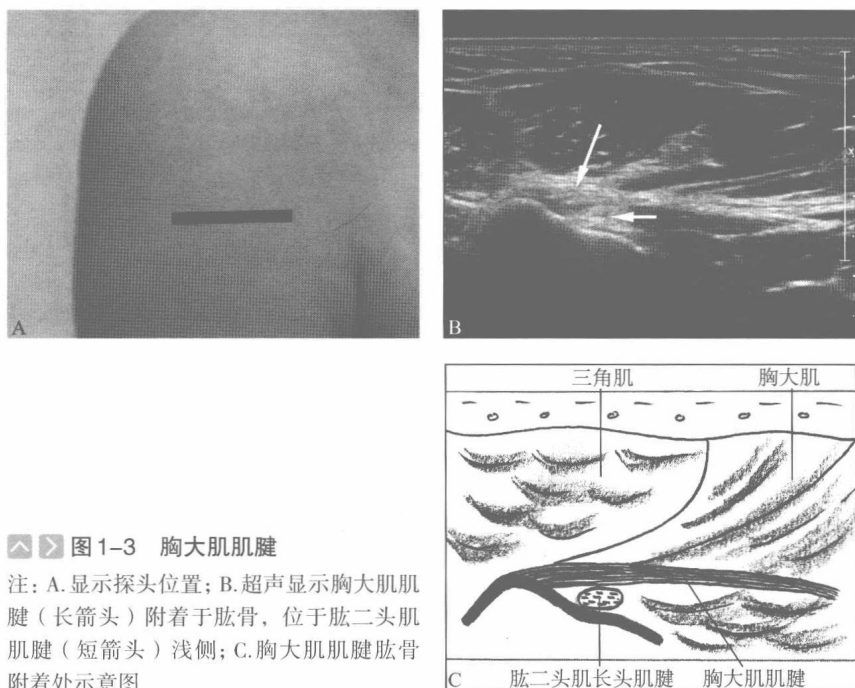 A
B
三角肌 胸大肌
图1-3 胸大肌肌腱
注：A.显示探头位置；B.超声显示胸大肌肌
腱（长箭头）附着于肱骨，位于肱二头肌
肌腱（短箭头）浅侧；C.胸大肌肌腱肱骨
附着处示意图
C 肱二头肌长头肌腱 胸大肌肌腱